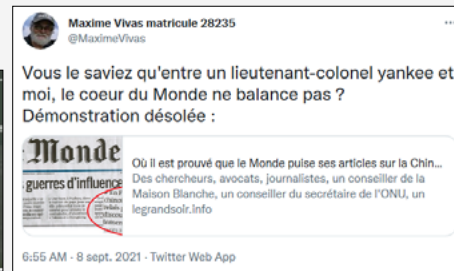 Maxime Vivas matricule 28235
@MaximeVivas
Vous le saviez qu'entre un lieutenant-colonel yankee et
moi, le coeur du Monde ne balance pas ?
Démonstration désolée :
Monde
guerres d'influence
Où il est prouvé que le Monde puise ses articles sur la Chin...
Des chercheurs, avocats, journalistes, un conseiller de la
Maison Blanche, un conseiller du secrétaire de l'ONU, un
legrandsoir.info
6:55 AM · 8 sept. 2021 · Twitter Web App